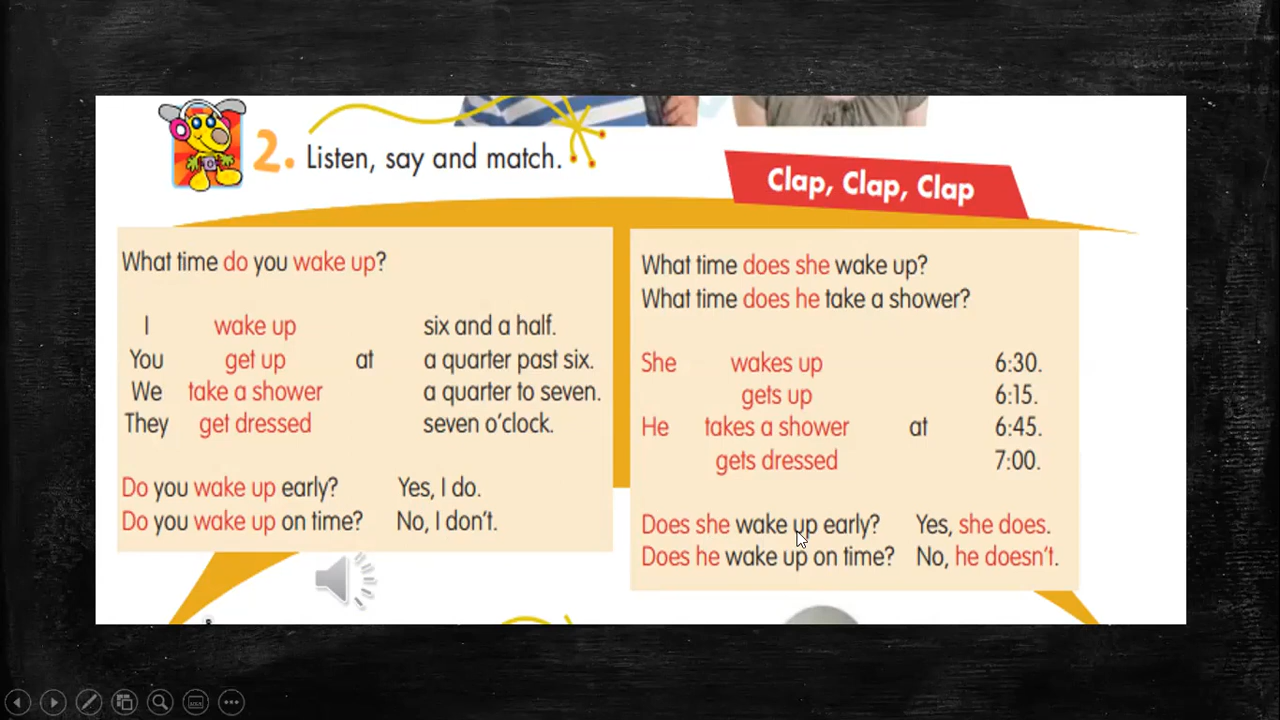 2. Listen, say and match.
Clap, Clap, Clap
What time do you wake up?
I wake up six and a half.
You get up at a quarter past six.
We take a shower a quarter to seven.
They get dressed seven o'clock.
Do you wake up early? Yes, I do.
Do you wake up on time? No, I don't.
What time does she wake up?
What time does he take a shower?
She wakes up 6:30.
gets up 6:15.
He takes a shower at 6:45.
gets dressed 7:00.
Does she wake up early? Yes, she does.
Does he wake up on time? No, he doesn't.